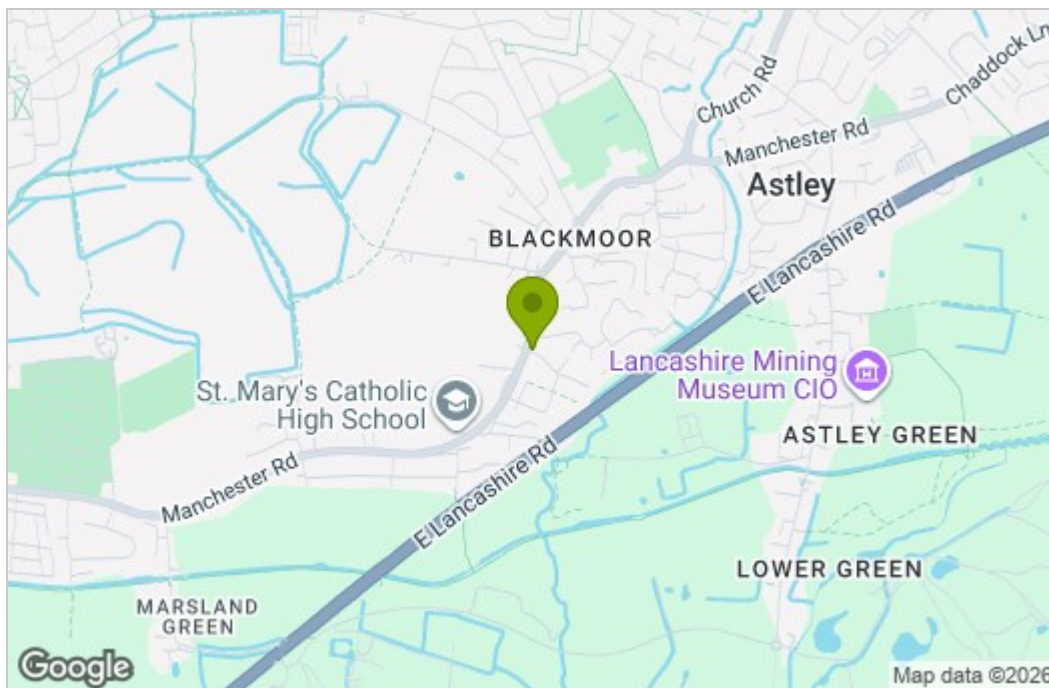 Church Rd
Chaddock Ln
Manchester Rd
Astley
BLACKMOOR
E Lancashire Rd
Lancashire Mining
Museum CIO
St. Mary's Catholic
High School
ASTLEY GREEN
Manchester Rd
E Lancashire Rd
LOWER GREEN
MARSLAND
GREEN
Google
Map data ©2026